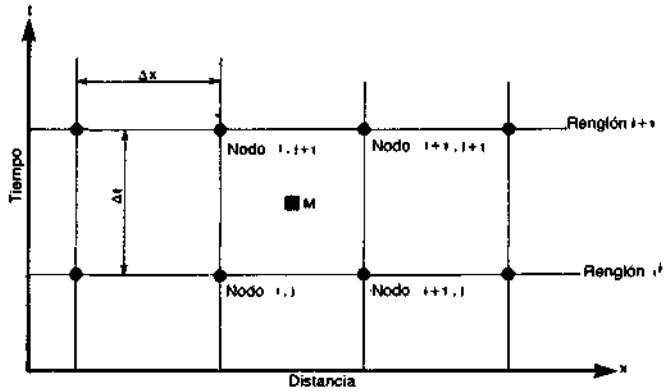 t
Δx
Renglón j+1
Nodo i,j+1
Nodo i+1,j+1
Tiempo
Δt
M
Renglón
Nodo i,j
Nodo i+1,j
x
Distancia